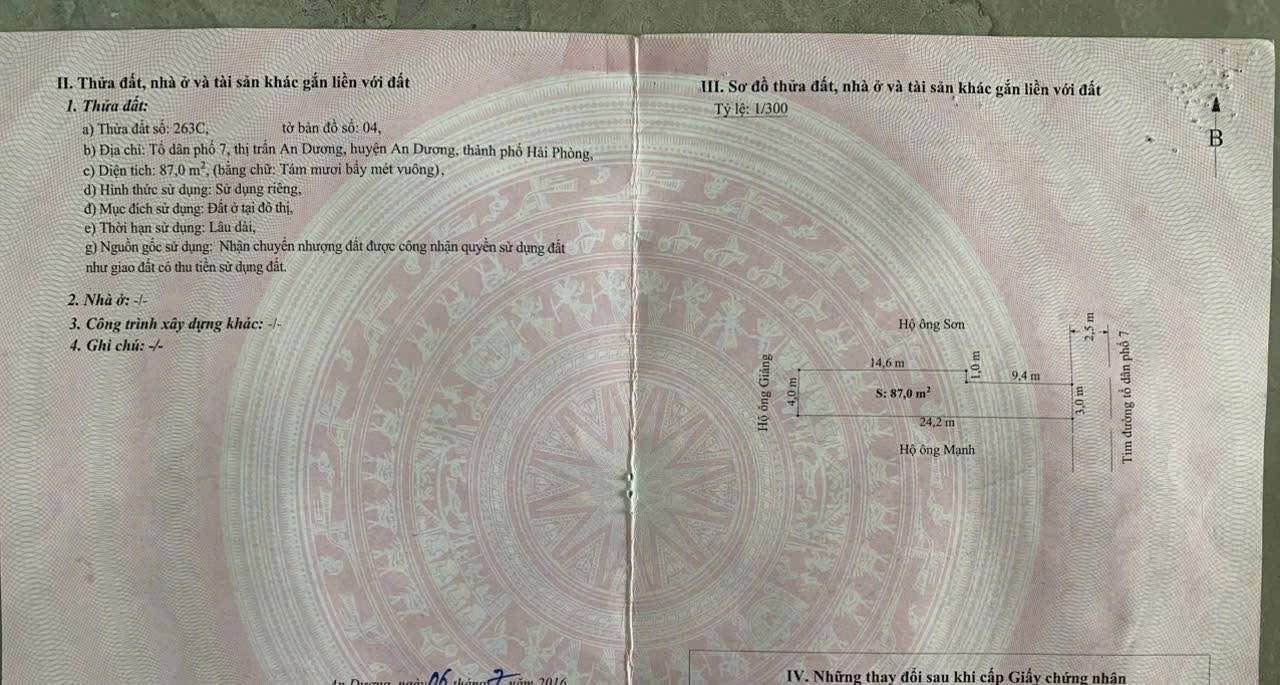 II. Thửa đất, nhà ở và tài sản khác gắn liền với đất
1. Thửa đất:
a) Thửa đất số: 263C, tờ bản đồ số: 04,
b) Địa chỉ: Tổ dân phố 7, thị trấn An Dương, huyện An Dương, thành phố Hải Phòng,
c) Diện tích: 87,0 m², (bằng chữ: Tám mươi bẩy mét vuông),
d) Hình thức sử dụng: Sử dụng riêng,
đ) Mục đích sử dụng: Đất ở tại đô thị,
e) Thời hạn sử dụng: Lâu dài,
g) Nguồn gốc sử dụng: Nhận chuyển nhượng đất được công nhận quyền sử dụng đất
như giao đất có thu tiền sử dụng đất.
2. Nhà ở: -/-
3. Công trình xây dựng khác: -/-
4. Ghi chú: -/-
An Dương, ngày 06 tháng 7 năm 2016
III. Sơ đồ thửa đất, nhà ở và tài sản khác gắn liền với đất
Tỷ lệ: 1/300
B
Hộ ông Sơn
2,5 m
14,6 m
1,0 m
9,4 m
Hộ ông Giảng
4,0 m
S: 87,0 m²
3,0 m
Tim đường tổ dân phố 7
24,2 m
Hộ ông Mạnh
IV. Những thay đổi sau khi cấp Giấy chứng nhận